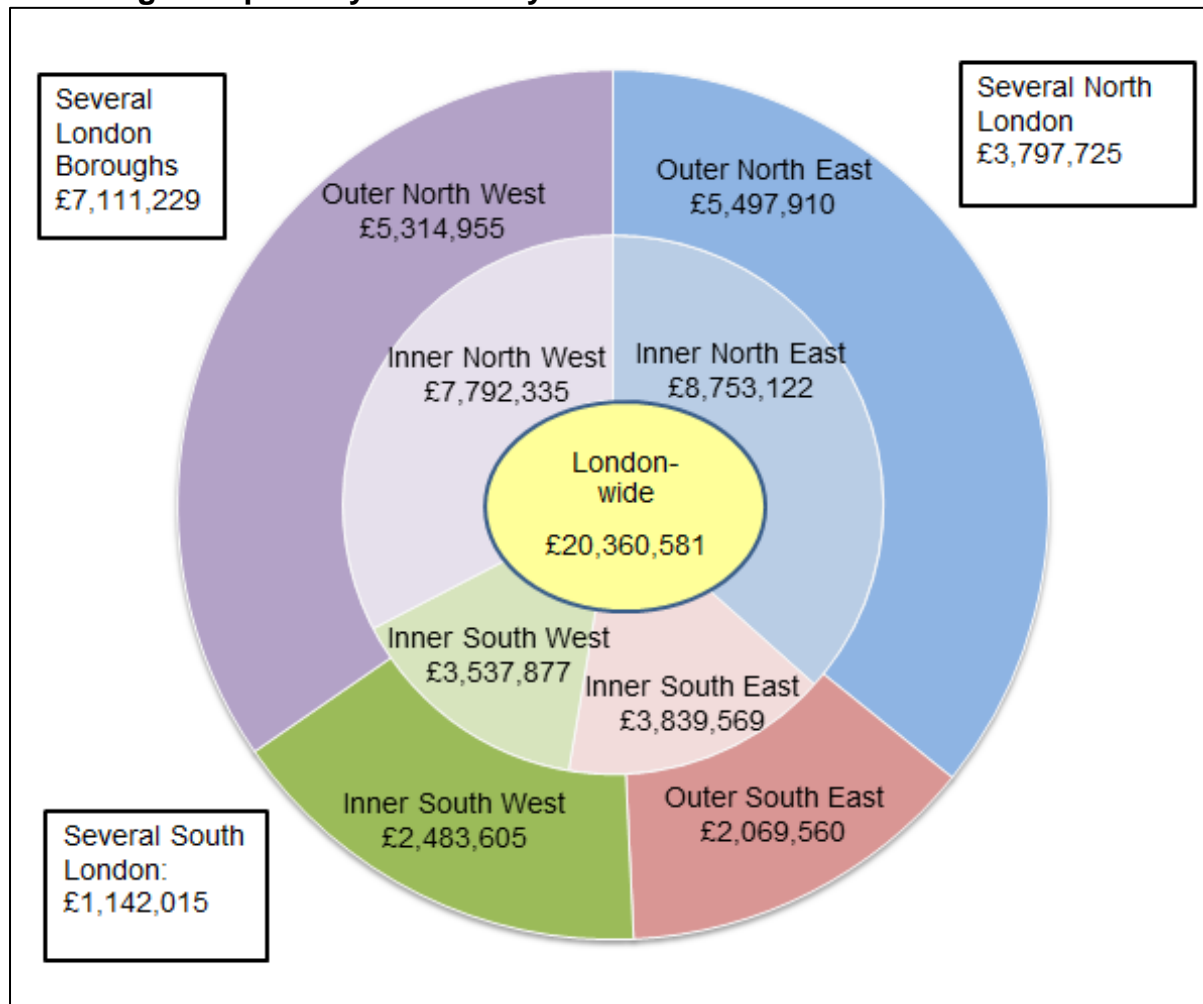 Several
London
Boroughs
£7,111,229
Several North
London
£3,797,725
Outer North West
£5,314,955
Outer North East
£5,497,910
Inner North West
£7,792,335
Inner North East
£8,753,122
London-
wide
£20,360,581
Inner South West
£3,537,877
Inner South East
£3,839,569
Inner South West
£2,483,605
Outer South East
£2,069,560
Several South
London:
£1,142,015